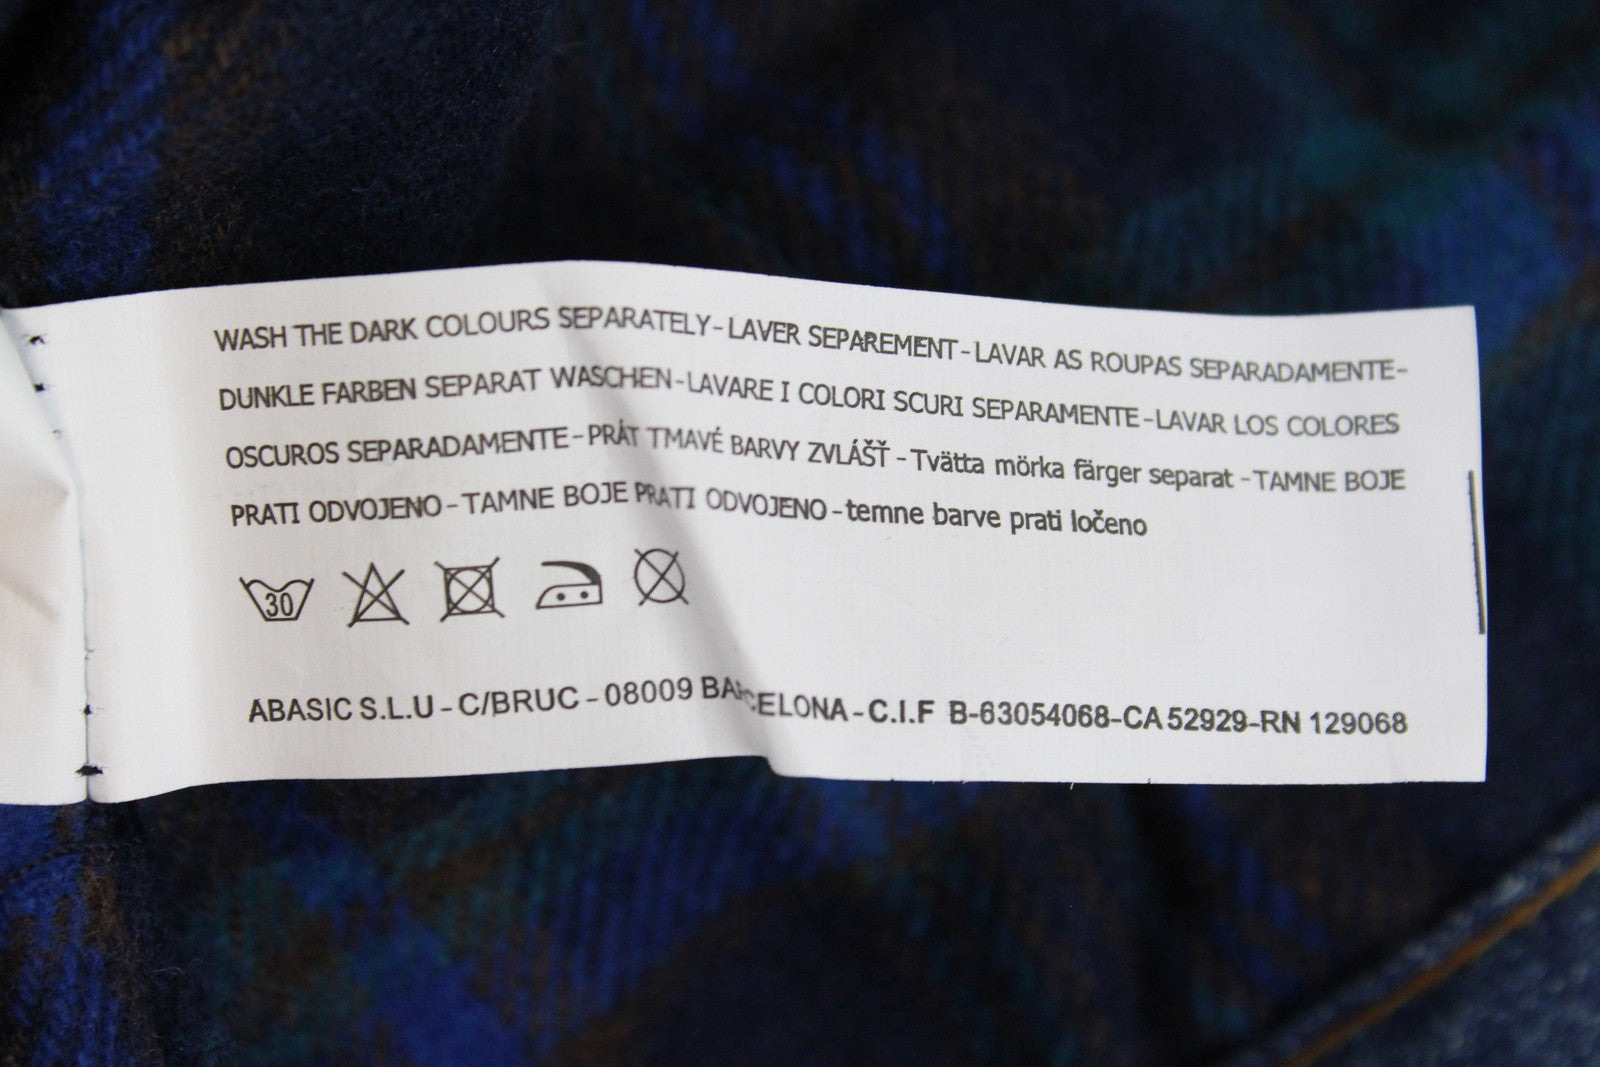 WASH THE DARK COLOURS SEPARATELY-LAVER SEPAREMENT-LAVAR AS ROUPAS SEPARADAMENTE-
DUNKLE FARBEN SEPARAT WASCHEN-LAVARE I COLORI SCURI SEPARAMENTE-LAVAR LOS COLORES
OSCUROS SEPARADAMENTE-PRÁT TMAVÉ BARVY ZVLÁŠŤ-Tvätta mörka färger separat-TAMNE BOJE
PRATI ODVOJENO-TAMNE BOJE PRATI ODVOJENO-temne barve prati ločeno
30
ABASIC S.L.U-C/BRUC-08009 BARCELONA-C.I.F B-63054068-CA 52929-RN 129068